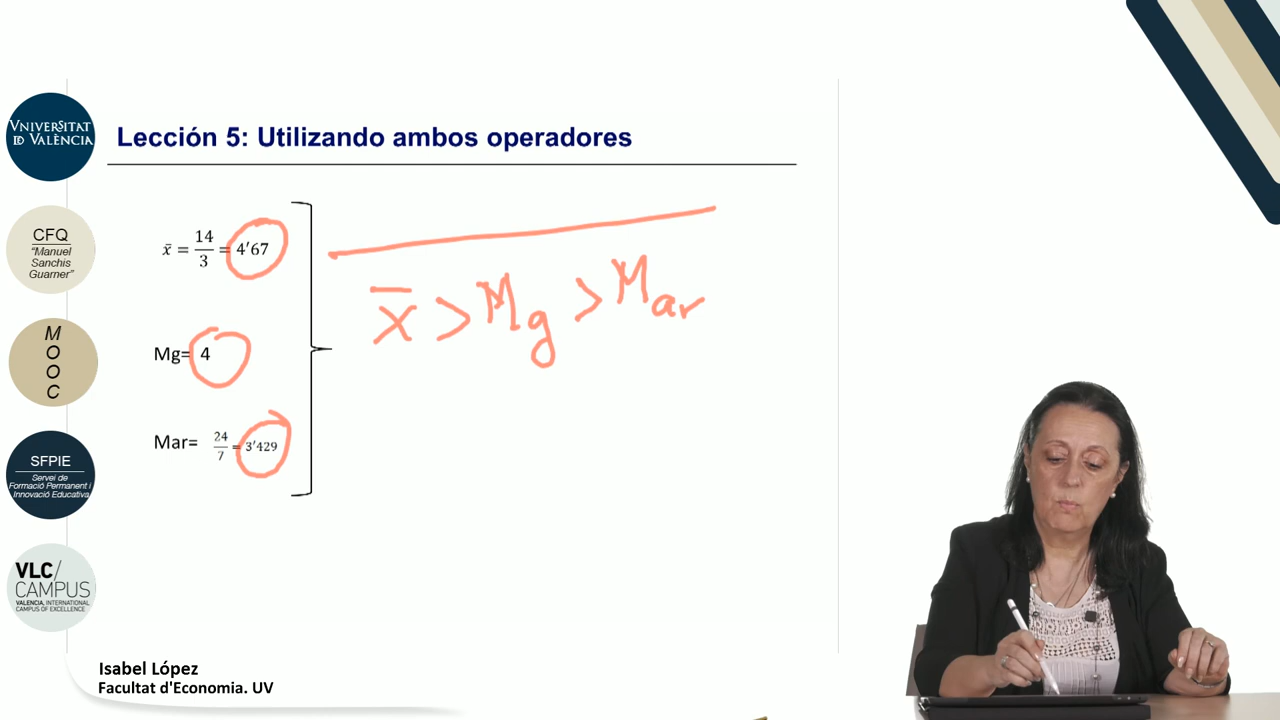 VNIVERSITAT
DE VALÈNCIA
CFQ
"Manuel
Sanchis
Guarner"
M
O
O
C
SFPIE
Servei de
Formació Permanent i
Innovació Educativa
VLC/
CAMPUS
VALENCIA, INTERNATIONAL
CAMPUS OF EXCELLENCE
Lección 5: Utilizando ambos operadores
x̄ = 14/3 = 4'67
Mg= 4
Mar= 24/7 = 3'429
x̄ > Mg > Mar
Isabel López
Facultat d'Economia. UV